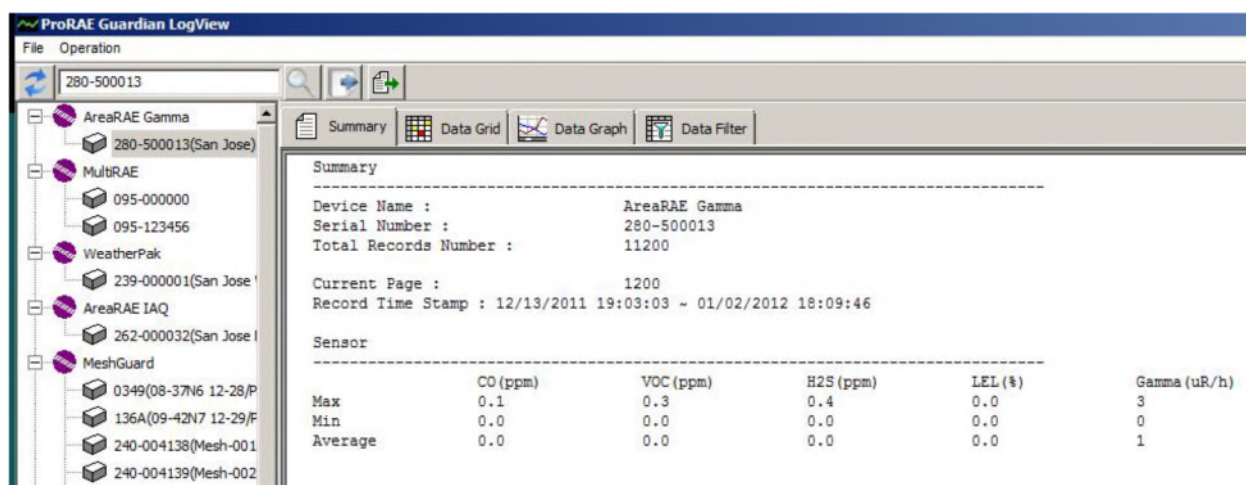 ProRAE Guardian LogView
File Operation
280-500013
AreaRAE Gamma
280-500013(San Jose)
MultiRAE
095-000000
095-123456
WeatherPak
239-000001(San Jose
AreaRAE IAQ
262-000032(San Jose
MeshGuard
0349(08-37N6 12-28/P
136A(09-42N7 12-29/P
240-004138(Mesh-001
240-004139(Mesh-002
Summary Data Grid Data Graph Data Filter
Summary
Device Name : AreaRAE Gamma
Serial Number : 280-500013
Total Records Number : 11200
Current Page : 1200
Record Time Stamp : 12/13/2011 19:03:03 ~ 01/02/2012 18:09:46
Sensor
CO(ppm) VOC(ppm) H2S(ppm) LEL(%) Gamma(uR/h)
Max 0.1 0.3 0.4 0.0 3
Min 0.0 0.0 0.0 0.0 0
Average 0.0 0.0 0.0 0.0 1